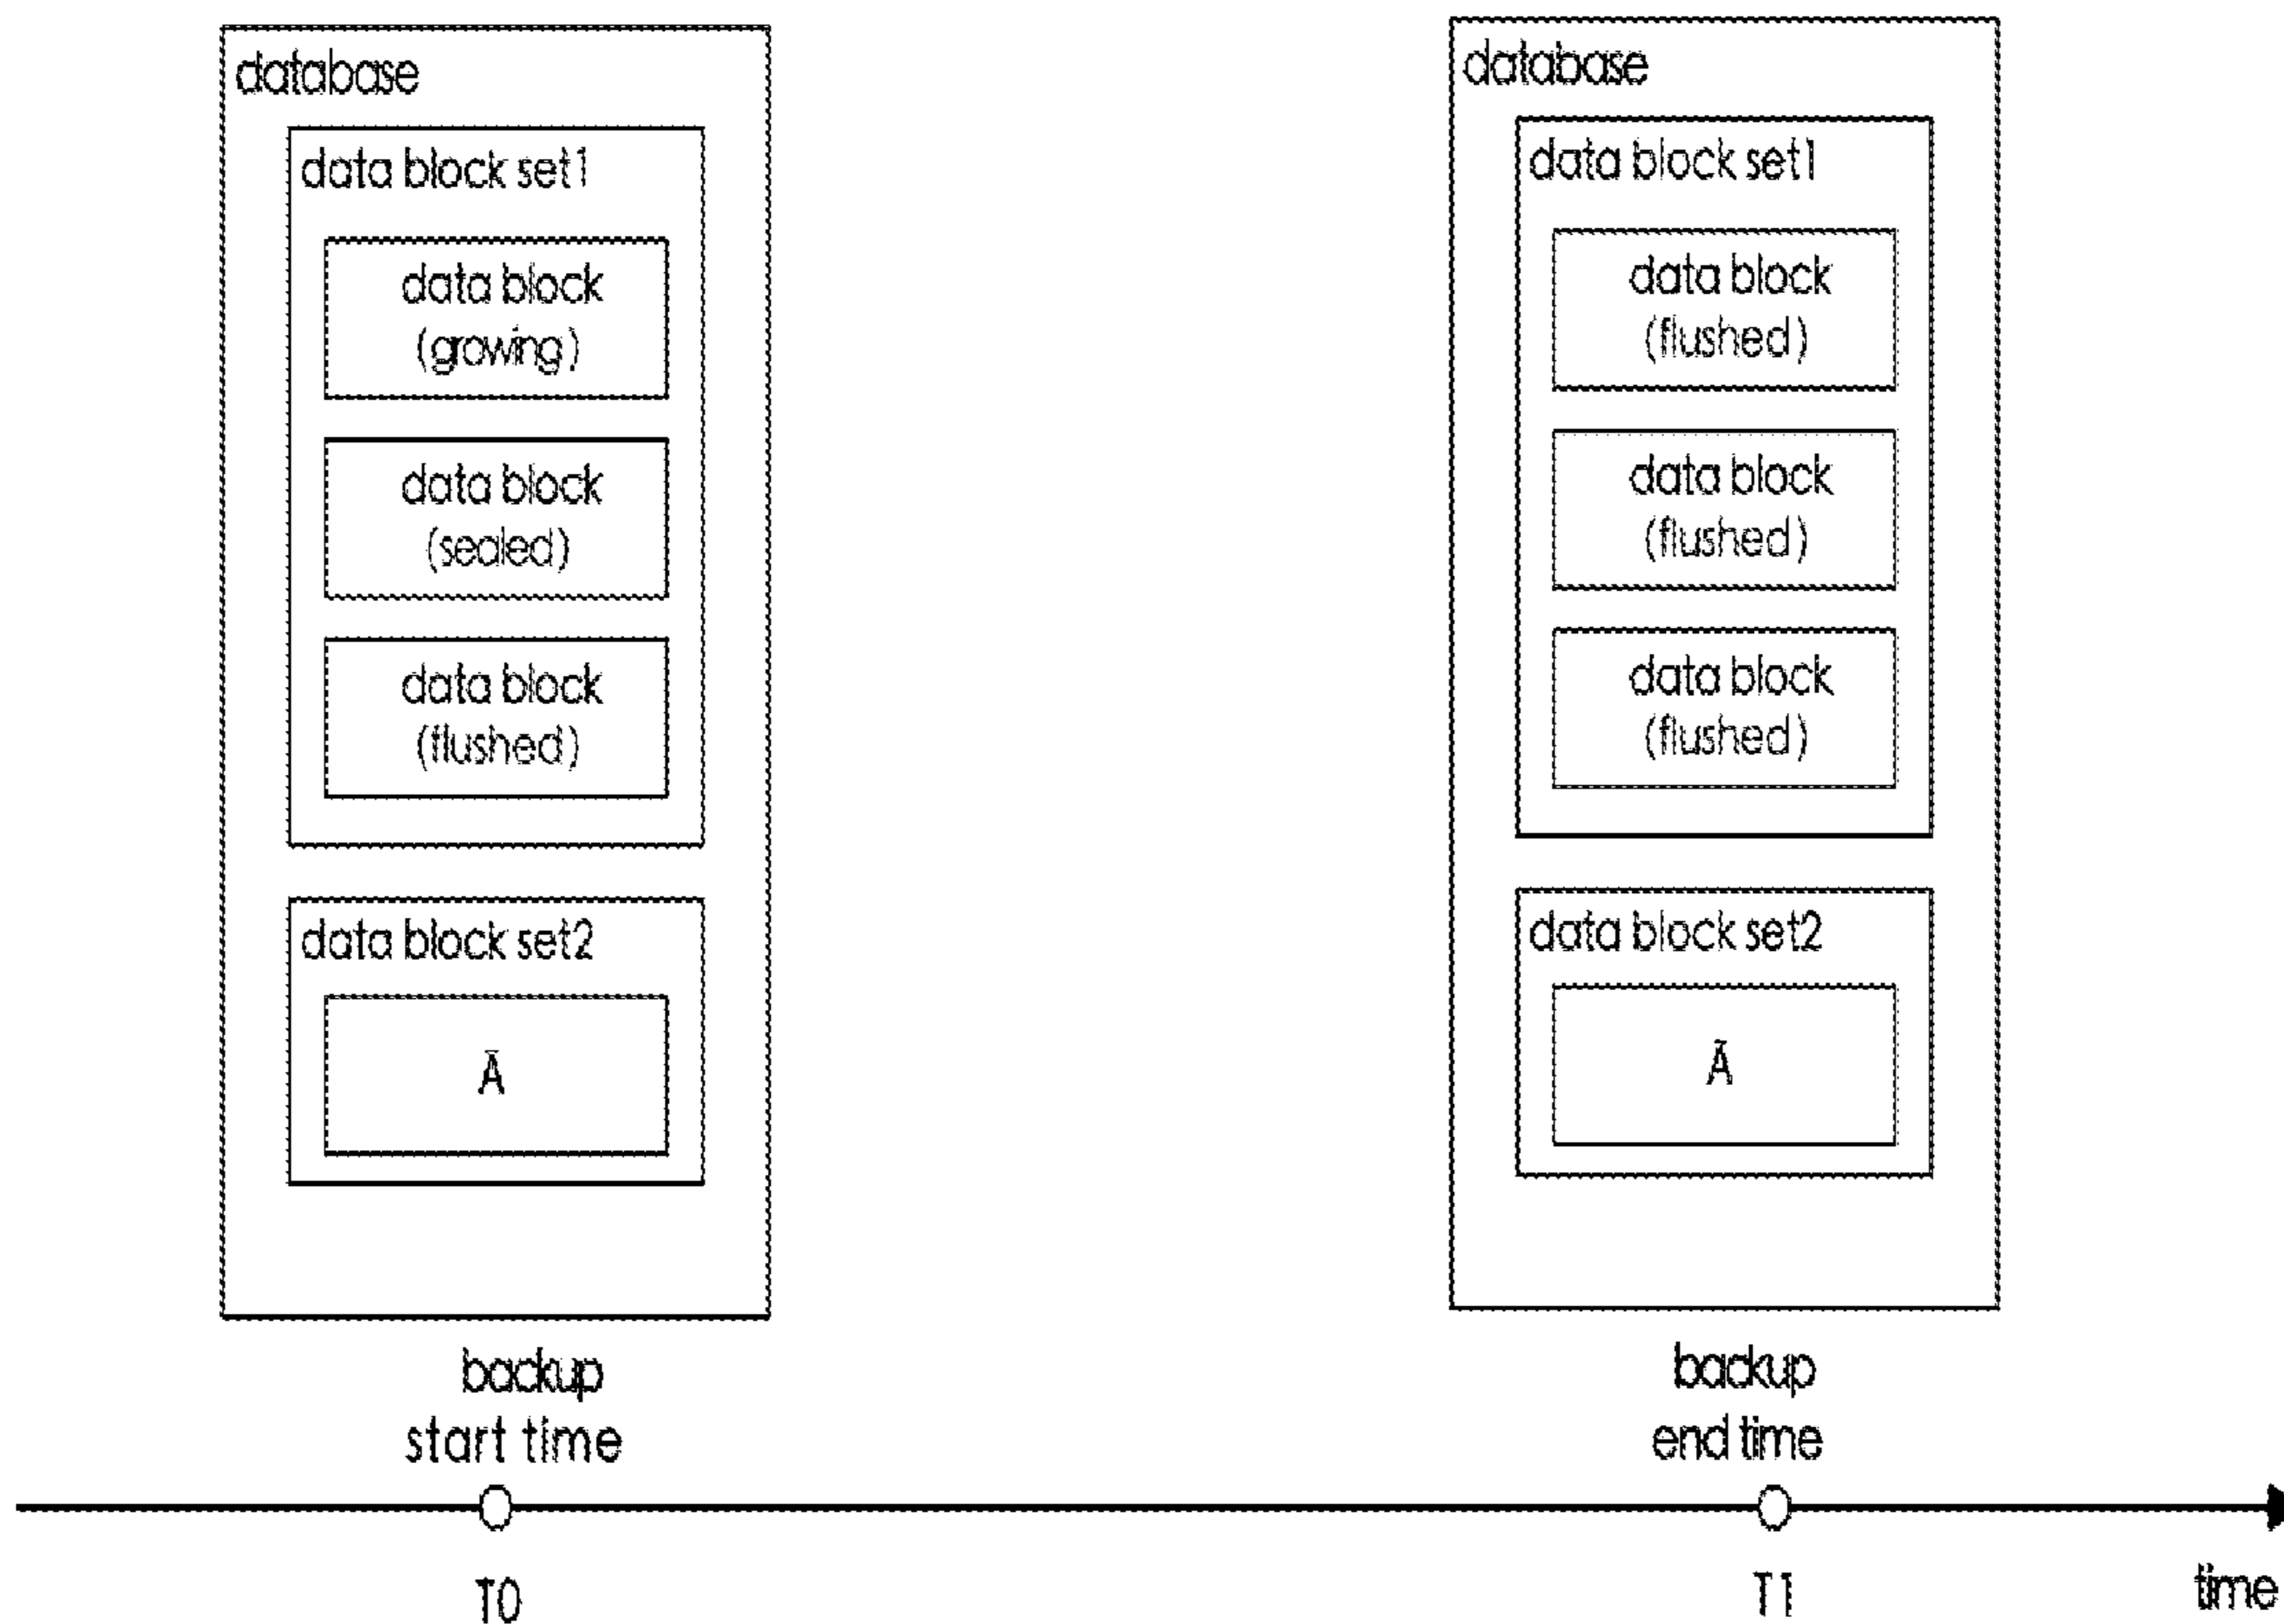 database
data block set1
data block
(growing)
data block
(sealed)
data block
(flushed)
data block set2
Ä
backup
start time
T0
database
data block set1
data block
(flushed)
data block
(flushed)
data block
(flushed)
data block set2
Ä
backup
end time
T1
time